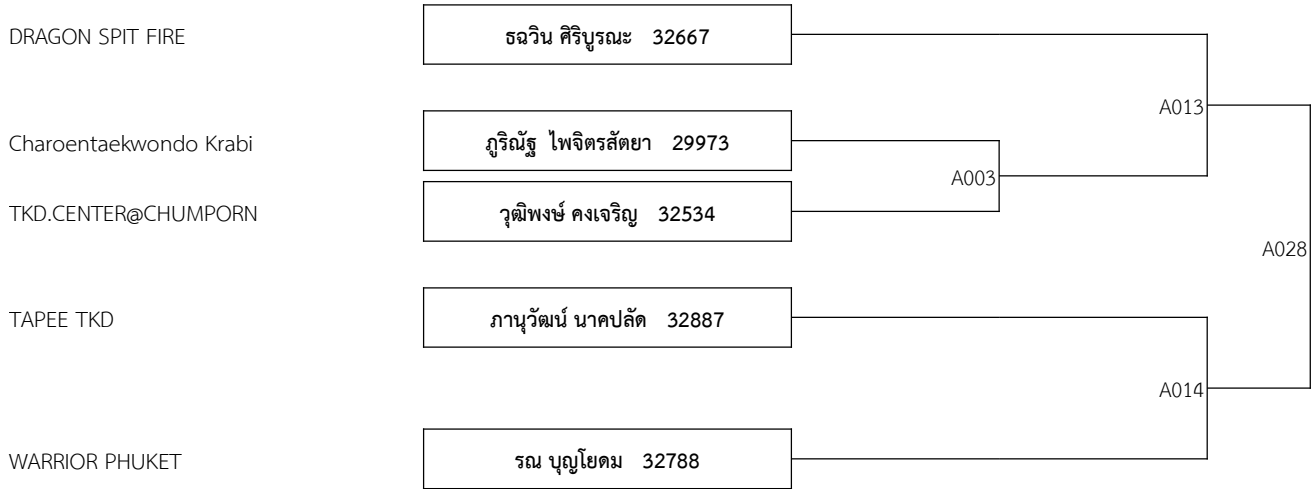 DRAGON SPIT FIRE ธฉวิน ศิริบูรณะ 32667
A013
Charoentaekwondo Krabi ภูริณัฐ ไพจิตรสัตยา 29973
A003
TKD.CENTER@CHUMPORN วุฒิพงษ์ คงเจริญ 32534
A028
TAPEE TKD ภานุวัฒน์ นาคปลัด 32887
A014
WARRIOR PHUKET รณ บุญโยดม 32788